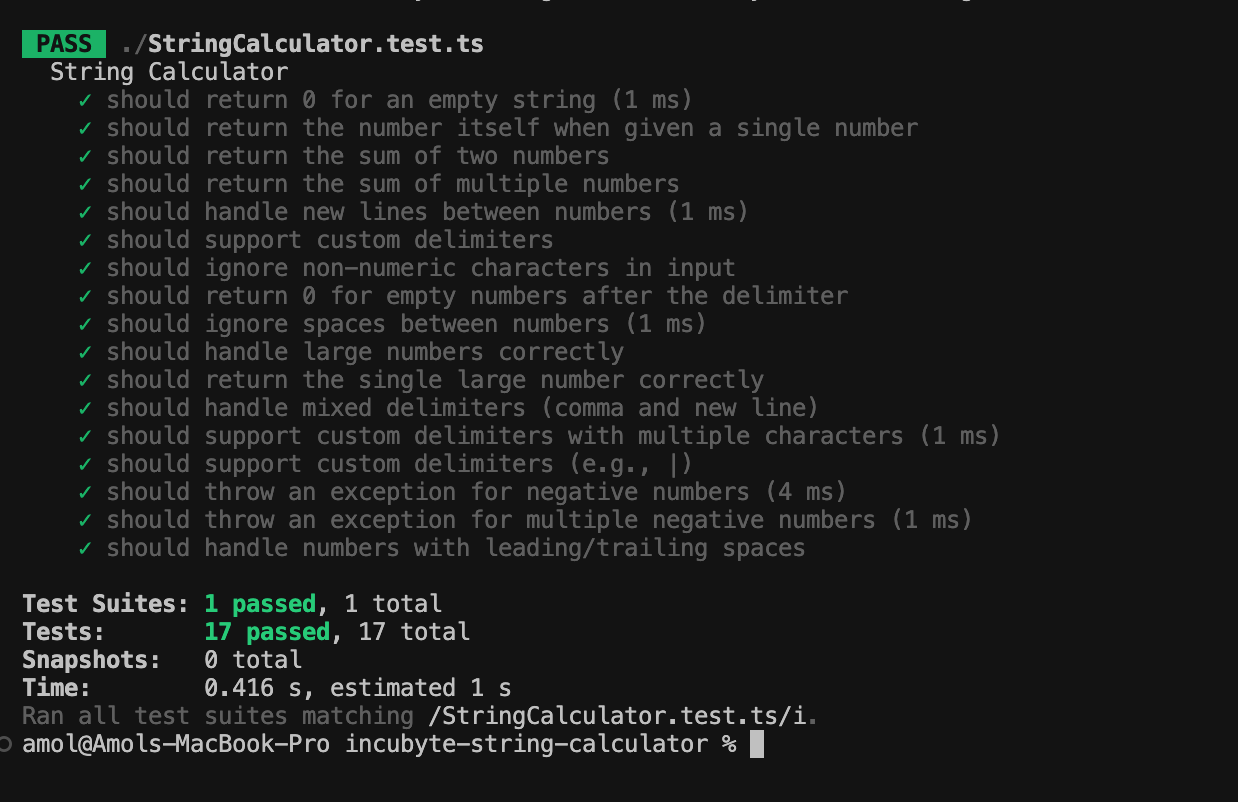 PASS ./StringCalculator.test.ts
String Calculator
✓ should return 0 for an empty string (1 ms)
✓ should return the number itself when given a single number
✓ should return the sum of two numbers
✓ should return the sum of multiple numbers
✓ should handle new lines between numbers (1 ms)
✓ should support custom delimiters
✓ should ignore non-numeric characters in input
✓ should return 0 for empty numbers after the delimiter
✓ should ignore spaces between numbers (1 ms)
✓ should handle large numbers correctly
✓ should return the single large number correctly
✓ should handle mixed delimiters (comma and new line)
✓ should support custom delimiters with multiple characters (1 ms)
✓ should support custom delimiters (e.g., |)
✓ should throw an exception for negative numbers (4 ms)
✓ should throw an exception for multiple negative numbers (1 ms)
✓ should handle numbers with leading/trailing spaces
Test Suites: 1 passed, 1 total
Tests: 17 passed, 17 total
Snapshots: 0 total
Time: 0.416 s, estimated 1 s
Ran all test suites matching /StringCalculator.test.ts/i.
amol@Amols-MacBook-Pro incubyte-string-calculator %